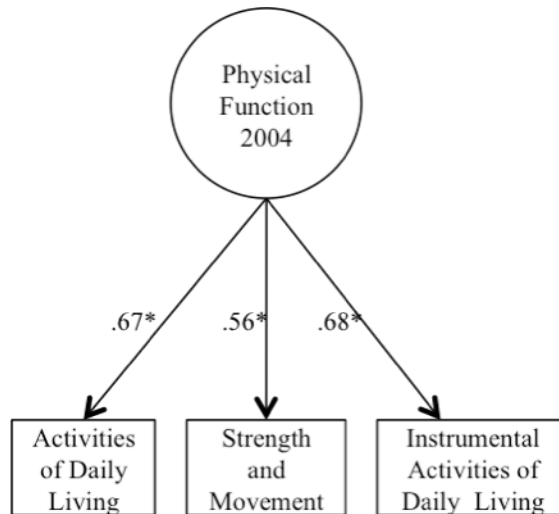 Physical
Function
2004
.67* .56* .68*
Activities
of Daily
Living
Strength
and
Movement
Instrumental
Activities of
Daily Living